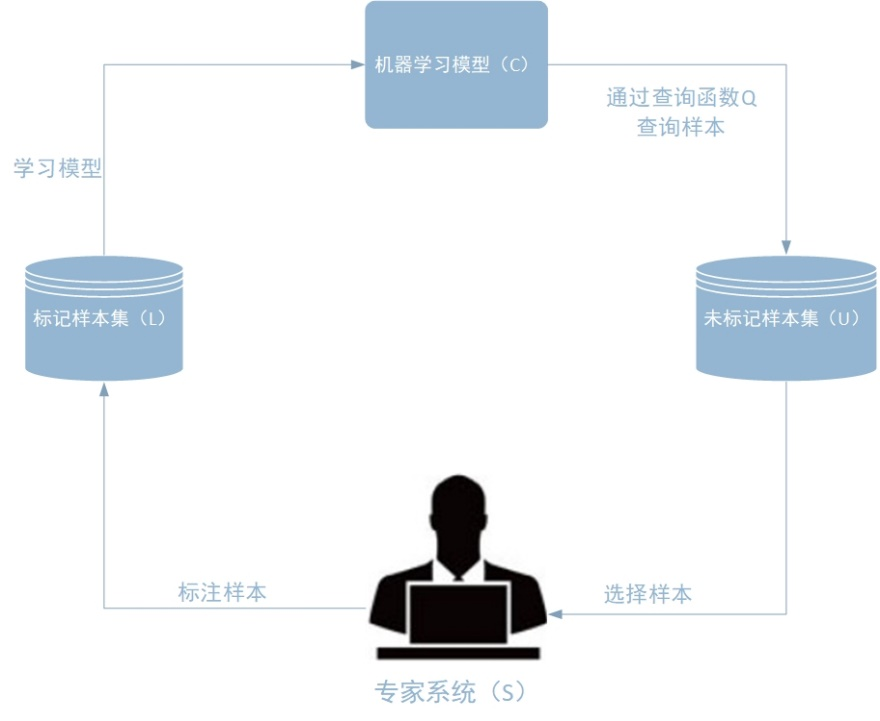 机器学习模型（C）
通过查询函数Q
查询样本
学习模型
标记样本集（L）
未标记样本集（U）
标注样本
选择样本
专家系统（S）